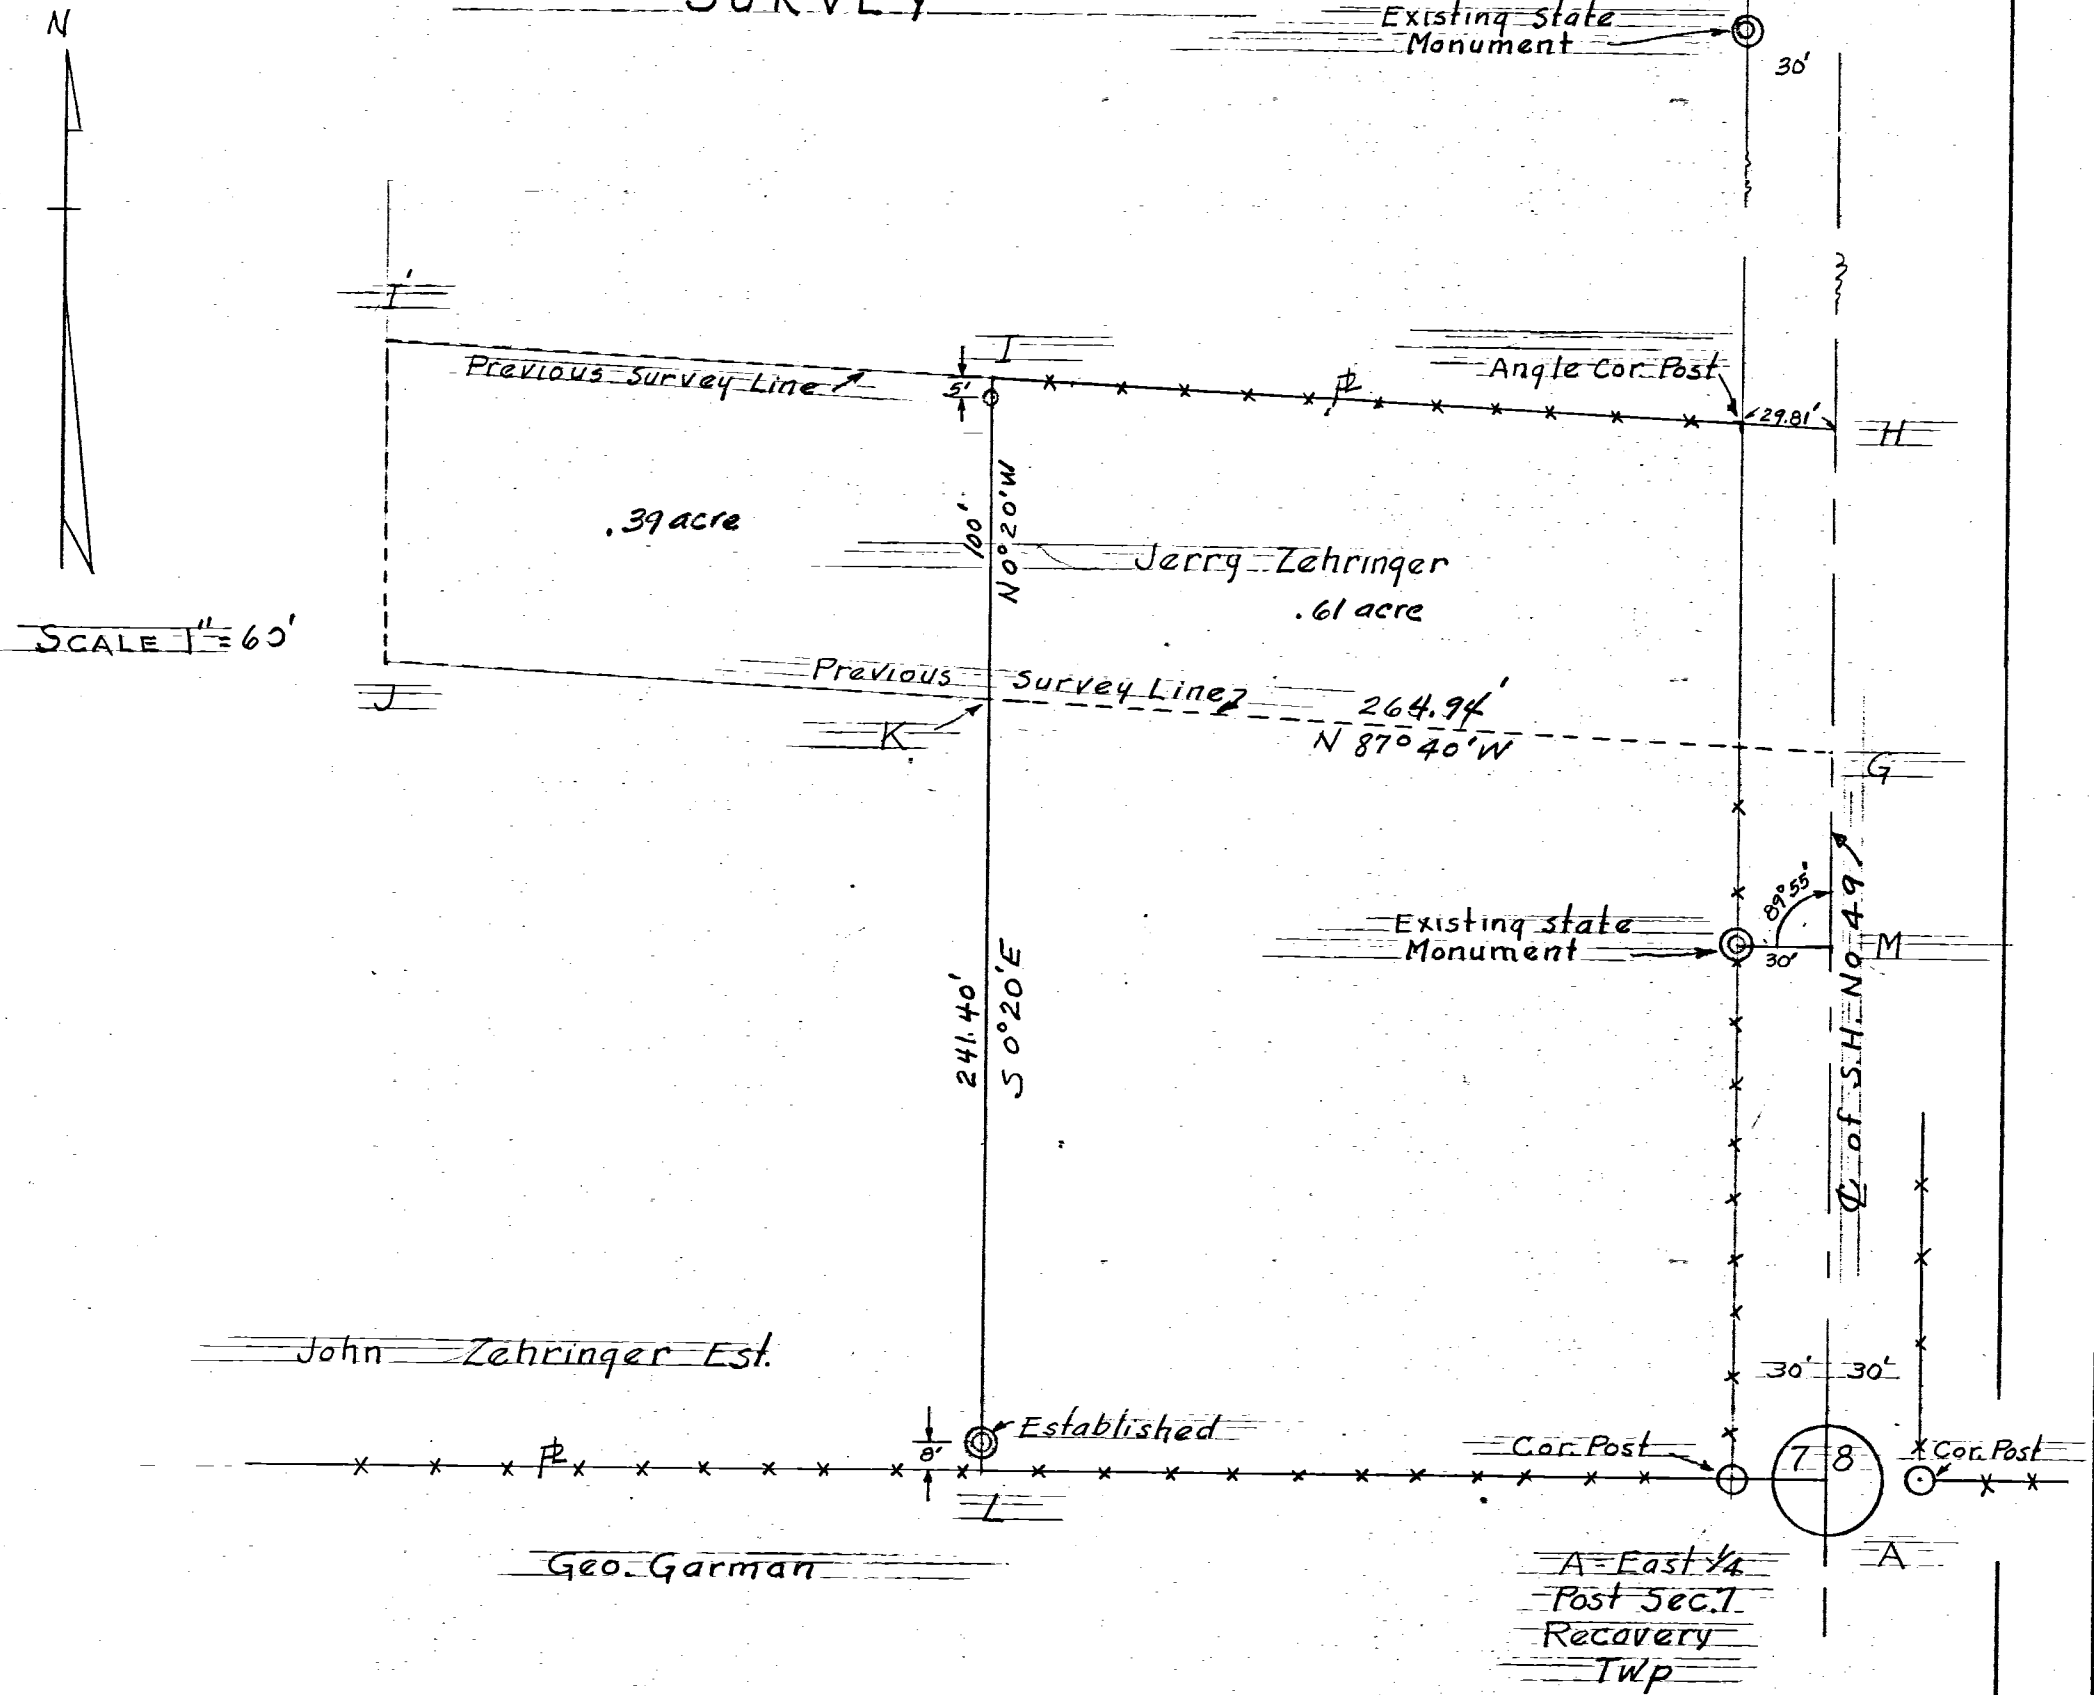 SURVEY
N
Existing State
Monument
30'
I'
I
Previous Survey Line
5'
Angle Cor. Post
PL
29.81'
H
100'
N 0° 20' W
.39 acre
Jerry Zehringer
.61 acre
SCALE 1" = 60'
J
Previous Survey Line
264.94'
N 87° 40' W
K
G
89° 55'
Existing State
Monument
30'
M
℄ of S.H. No. 49
241.40'
S 0° 20' E
John Zehringer Est.
30' 30'
Established
8'
PL
Cor. Post
7 8
Cor. Post
L
Geo. Garman
A
A = East 1/4
Post Sec. 7
Recovery
Twp